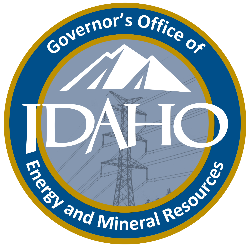 Governor's Office of
IDAHO
Energy and Mineral Resources